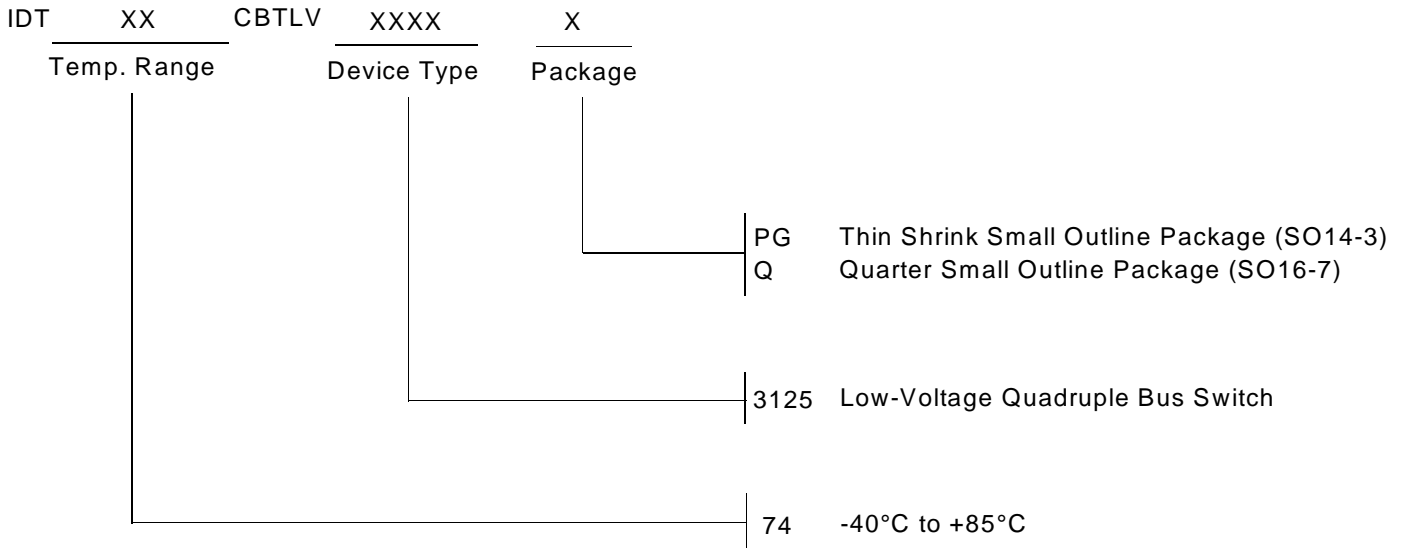 IDT XX CBTLV XXXX X
Temp. Range Device Type Package
PG Thin Shrink Small Outline Package (SO14-3)
Q Quarter Small Outline Package (SO16-7)
3125 Low-Voltage Quadruple Bus Switch
74 -40°C to +85°C